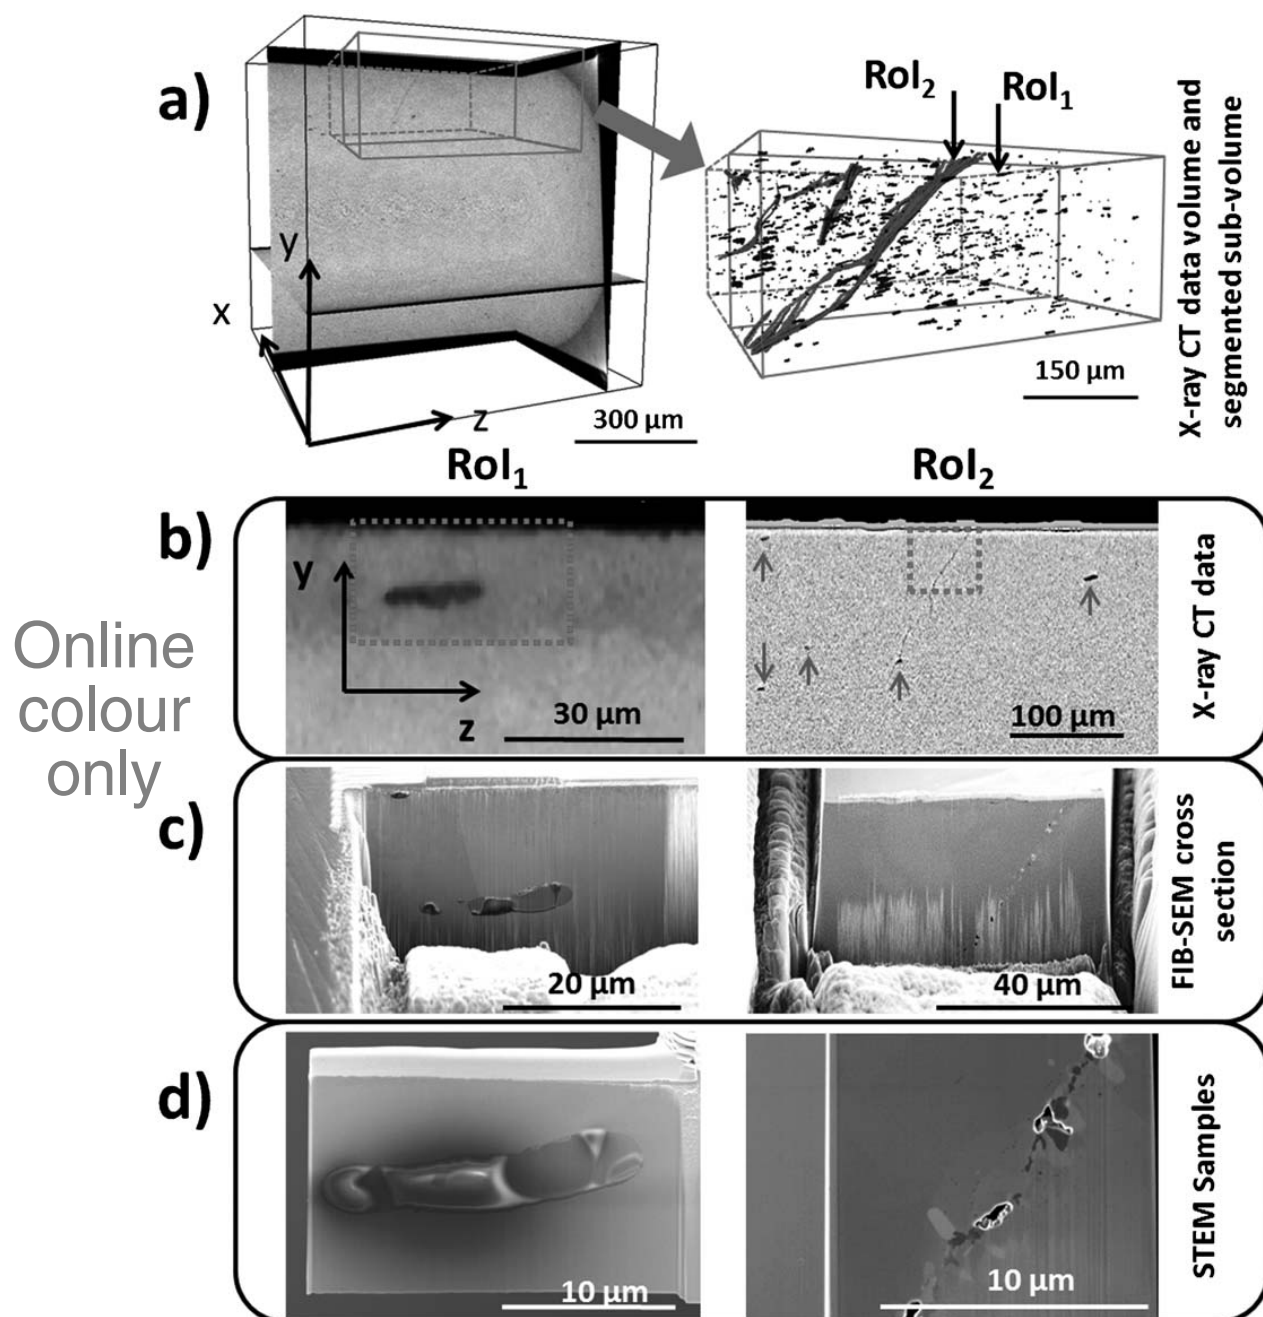 a)
RoI2
RoI1
y
x
z
300 μm
150 μm
X-ray CT data volume and
segmented sub-volume
RoI1
RoI2
Online
colour
only
b)
y
z
30 μm
100 μm
X-ray CT data
c)
20 μm
40 μm
FIB-SEM cross
section
d)
10 μm
10 μm
STEM Samples